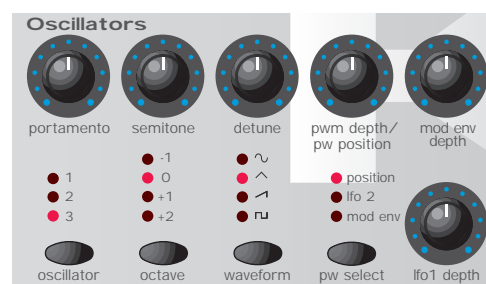 Oscillators
portamento
semitone
detune
pwm depth/
pw position
mod env
depth
1
2
3
-1
0
+1
+2
position
lfo 2
mod env
oscillator
octave
waveform
pw select
lfo1 depth